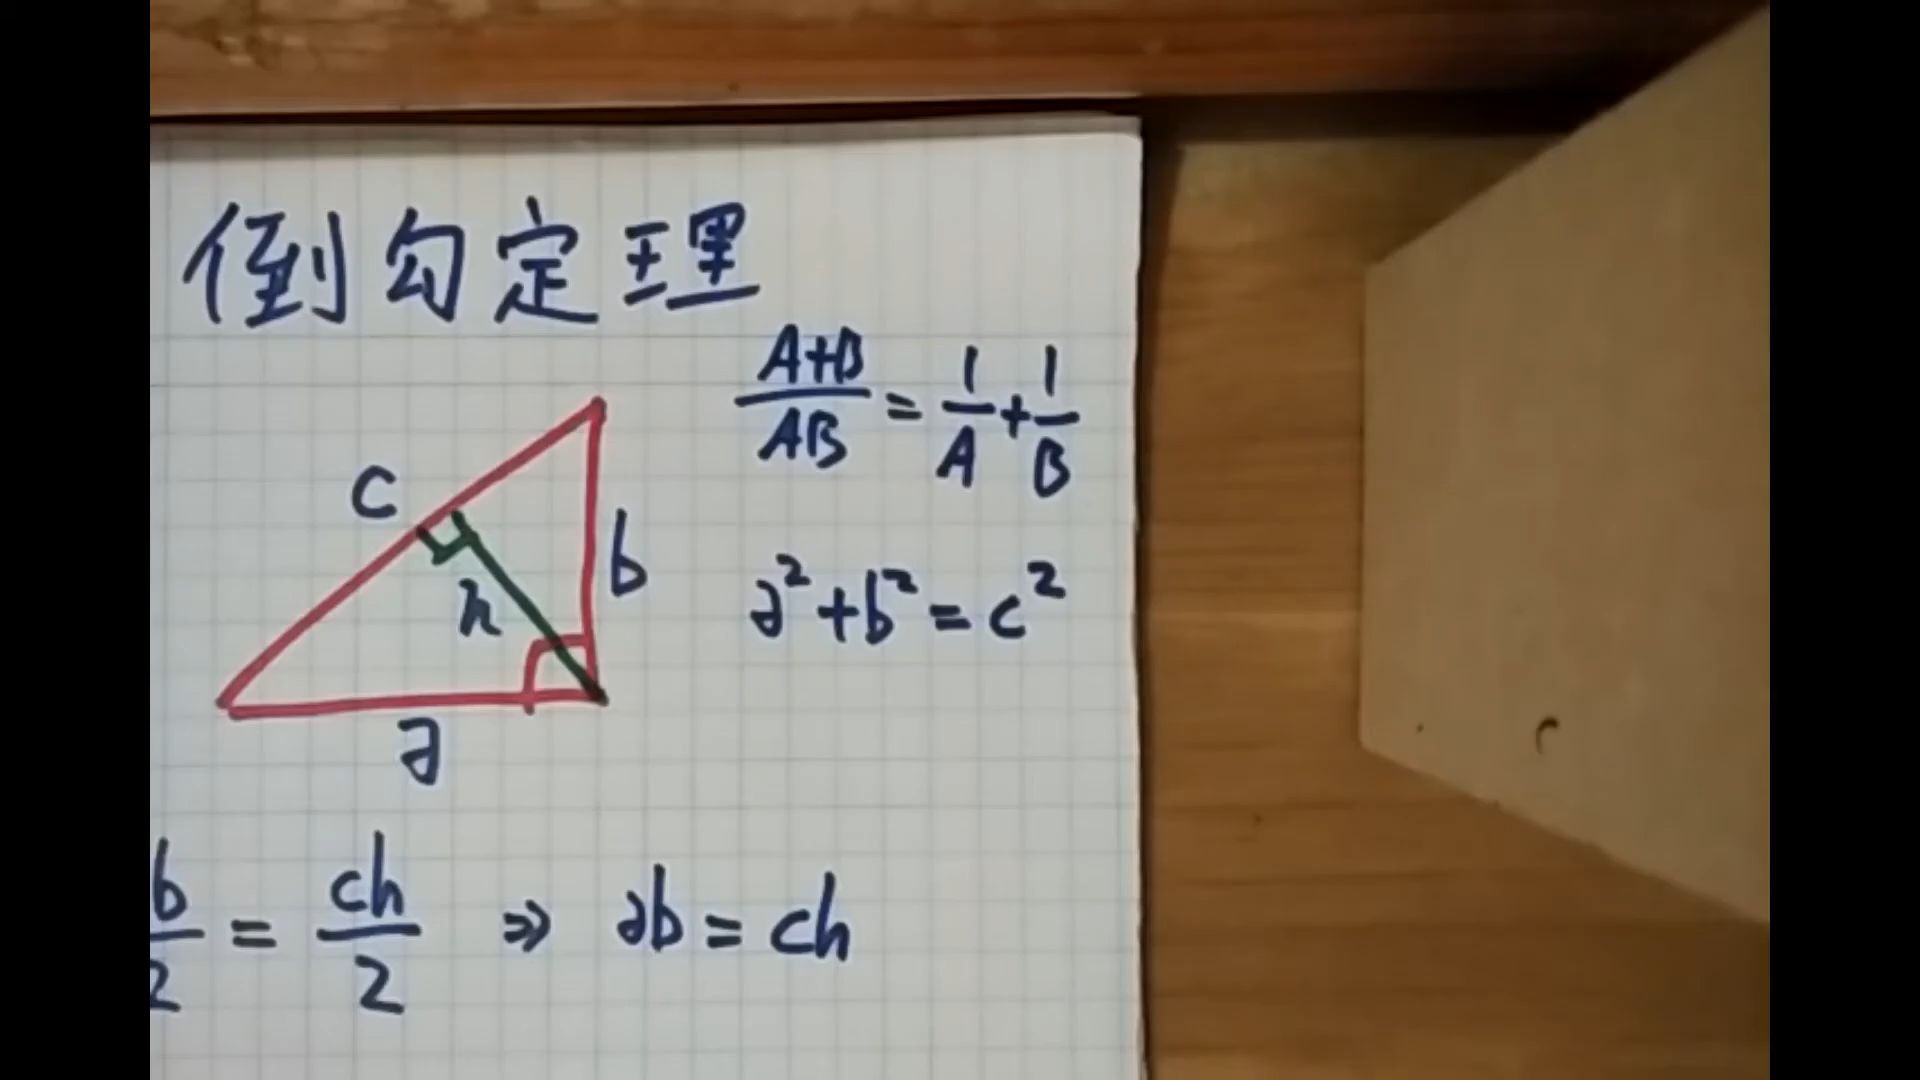 倒勾定理
A+B/AB = 1/A + 1/B
c
b
h
a² + b² = c²
a
b/2 = ch/2 ⇒ ab = ch